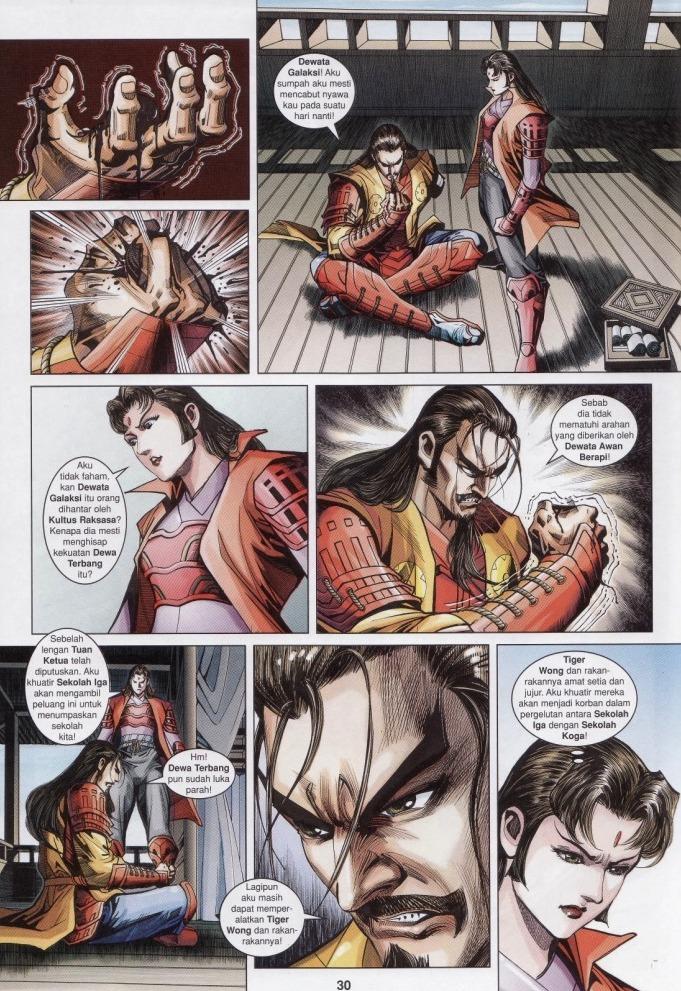 Dewata
Galaksi! Aku
sumpah aku mesti
mencabut nyawa
kau pada suatu
hari nanti!
Aku
tidak faham,
kan Dewata
Galaksi itu orang
dihantar oleh
Kultus Raksasa?
Kenapa dia mesti
menghisap
kekuatan Dewa
Terbang
itu?
Sebab
dia tidak
mematuhi arahan
yang diberikan oleh
Dewata Awan
Berapi!
Sebelah
lengan Tuan
Ketua telah
diputuskan. Aku
khuatir Sekolah Iga
akan mengambil
peluang ini untuk
menumpaskan
sekolah
kita!
Hm!
Dewa Terbang
pun sudah luka
parah!
Lagipun
aku masih
dapat memper-
alatkan Tiger
Wong dan rakan-
rakannya!
Tiger
Wong dan rakan-
rakannya amat setia dan
jujur. Aku khuatir mereka
akan menjadi korban dalam
pergelutan antara Sekolah
Iga dengan Sekolah
Koga!
30